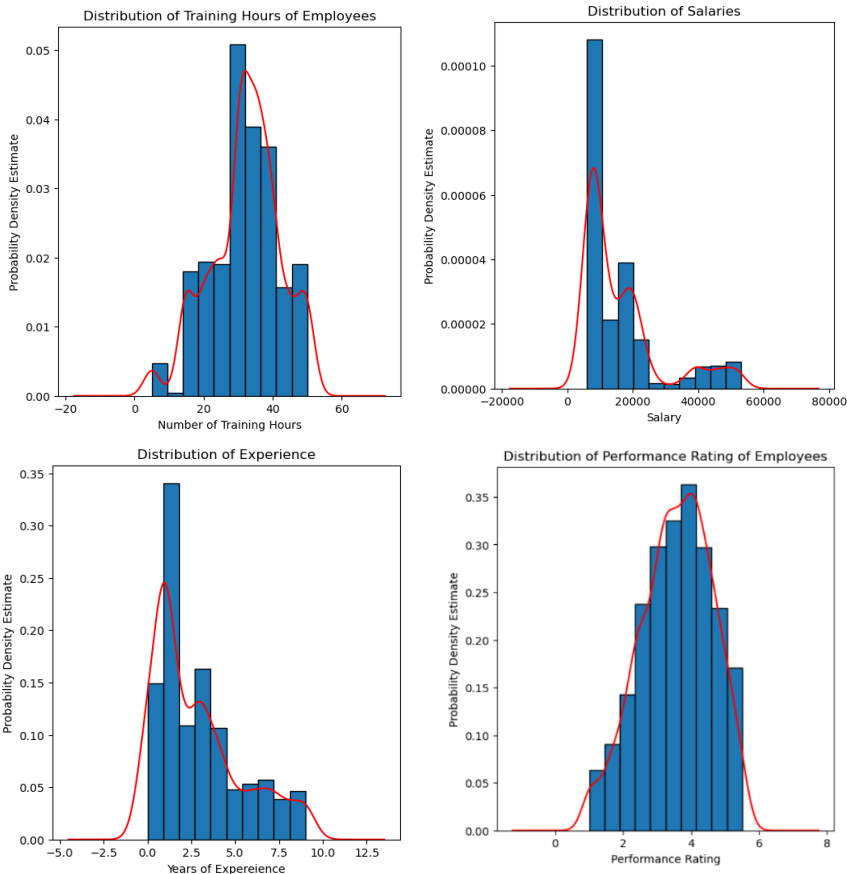 Distribution of Training Hours of Employees
Probability Density Estimate
0.05
0.04
0.03
0.02
0.01
0.00
−20 0 20 40 60
Number of Training Hours
Distribution of Salaries
Probability Density Estimate
0.00010
0.00008
0.00006
0.00004
0.00002
0.00000
−20000 0 20000 40000 60000 80000
Salary
Distribution of Experience
Probability Density Estimate
0.35
0.30
0.25
0.20
0.15
0.10
0.05
0.00
−5.0 −2.5 0.0 2.5 5.0 7.5 10.0 12.5
Years of Expereience
Distribution of Performance Rating of Employees
Probability Density Estimate
0.35
0.30
0.25
0.20
0.15
0.10
0.05
0.00
0 2 4 6 8
Performance Rating